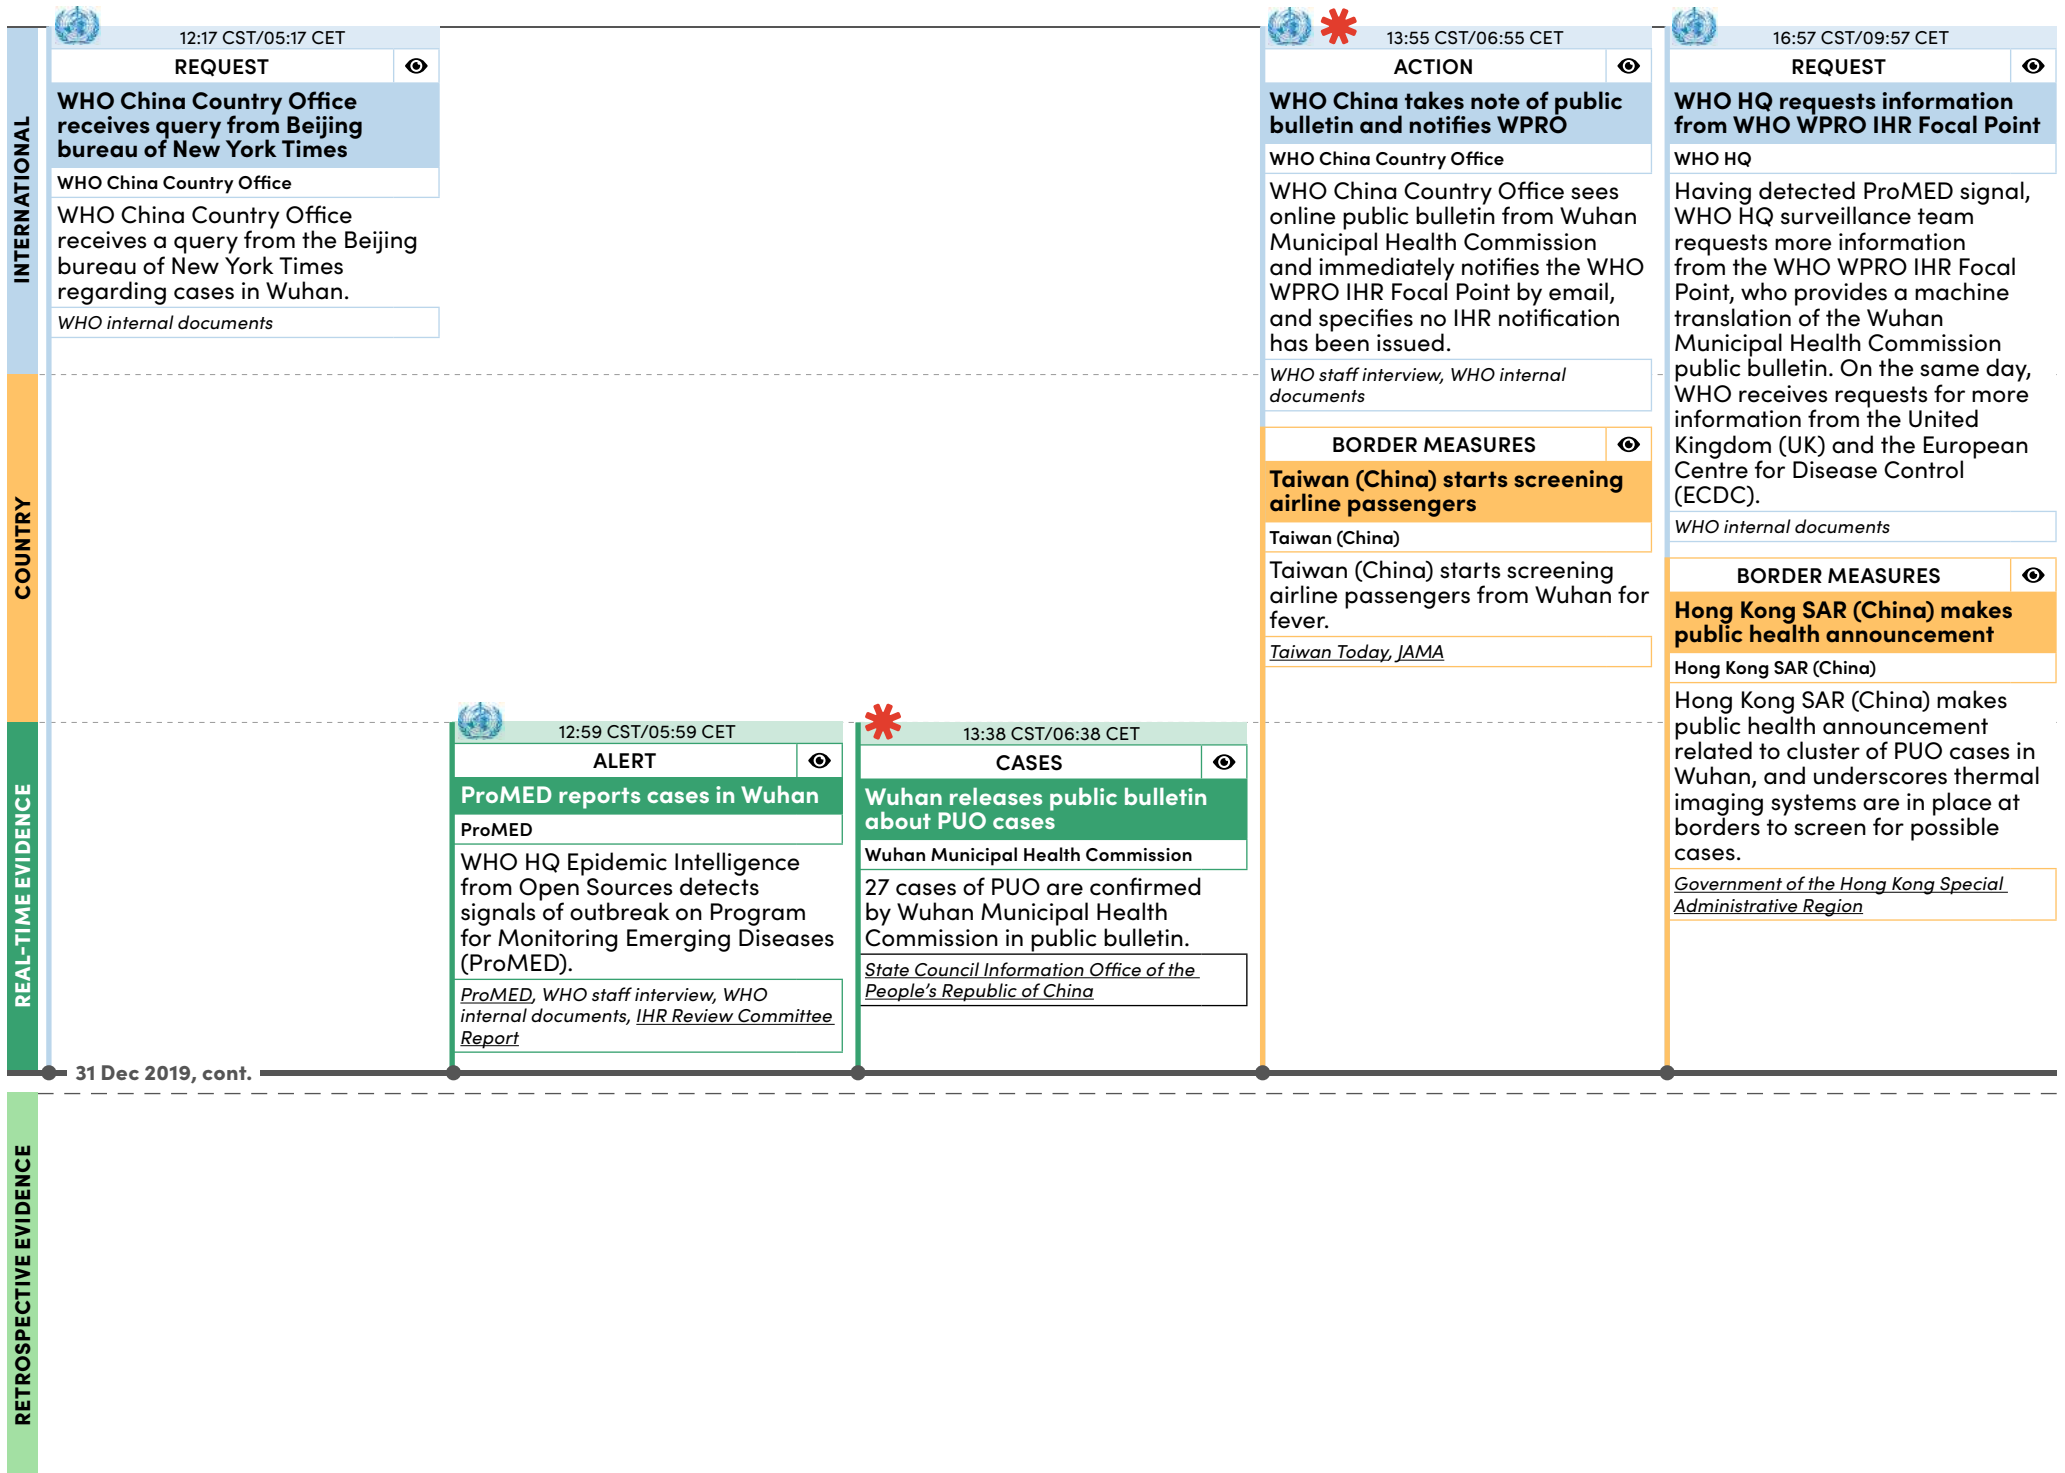 INTERNATIONAL
12:17 CST/05:17 CET
REQUEST
WHO China Country Office
receives query from Beijing
bureau of New York Times
WHO China Country Office
WHO China Country Office
receives a query from the Beijing
bureau of New York Times
regarding cases in Wuhan.
WHO internal documents
13:55 CST/06:55 CET
ACTION
WHO China takes note of public
bulletin and notifies WPRO
WHO China Country Office
WHO China Country Office sees
online public bulletin from Wuhan
Municipal Health Commission
and immediately notifies the WHO
WPRO IHR Focal Point by email,
and specifies no IHR notification
has been issued.
WHO staff interview, WHO internal
documents
16:57 CST/09:57 CET
REQUEST
WHO HQ requests information
from WHO WPRO IHR Focal Point
WHO HQ
Having detected ProMED signal,
WHO HQ surveillance team
requests more information
from the WHO WPRO IHR Focal
Point, who provides a machine
translation of the Wuhan
Municipal Health Commission
public bulletin. On the same day,
WHO receives requests for more
information from the United
Kingdom (UK) and the European
Centre for Disease Control
(ECDC).
WHO internal documents
COUNTRY
BORDER MEASURES
Taiwan (China) starts screening
airline passengers
Taiwan (China)
Taiwan (China) starts screening
airline passengers from Wuhan for
fever.
Taiwan Today, JAMA
BORDER MEASURES
Hong Kong SAR (China) makes
public health announcement
Hong Kong SAR (China)
Hong Kong SAR (China) makes
public health announcement
related to cluster of PUO cases in
Wuhan, and underscores thermal
imaging systems are in place at
borders to screen for possible
cases.
Government of the Hong Kong Special
Administrative Region
REAL-TIME EVIDENCE
12:59 CST/05:59 CET
ALERT
ProMED reports cases in Wuhan
ProMED
WHO HQ Epidemic Intelligence
from Open Sources detects
signals of outbreak on Program
for Monitoring Emerging Diseases
(ProMED).
ProMED, WHO staff interview, WHO
internal documents, IHR Review Committee
Report
13:38 CST/06:38 CET
CASES
Wuhan releases public bulletin
about PUO cases
Wuhan Municipal Health Commission
27 cases of PUO are confirmed
by Wuhan Municipal Health
Commission in public bulletin.
State Council Information Office of the
People's Republic of China
31 Dec 2019, cont.
RETROSPECTIVE EVIDENCE